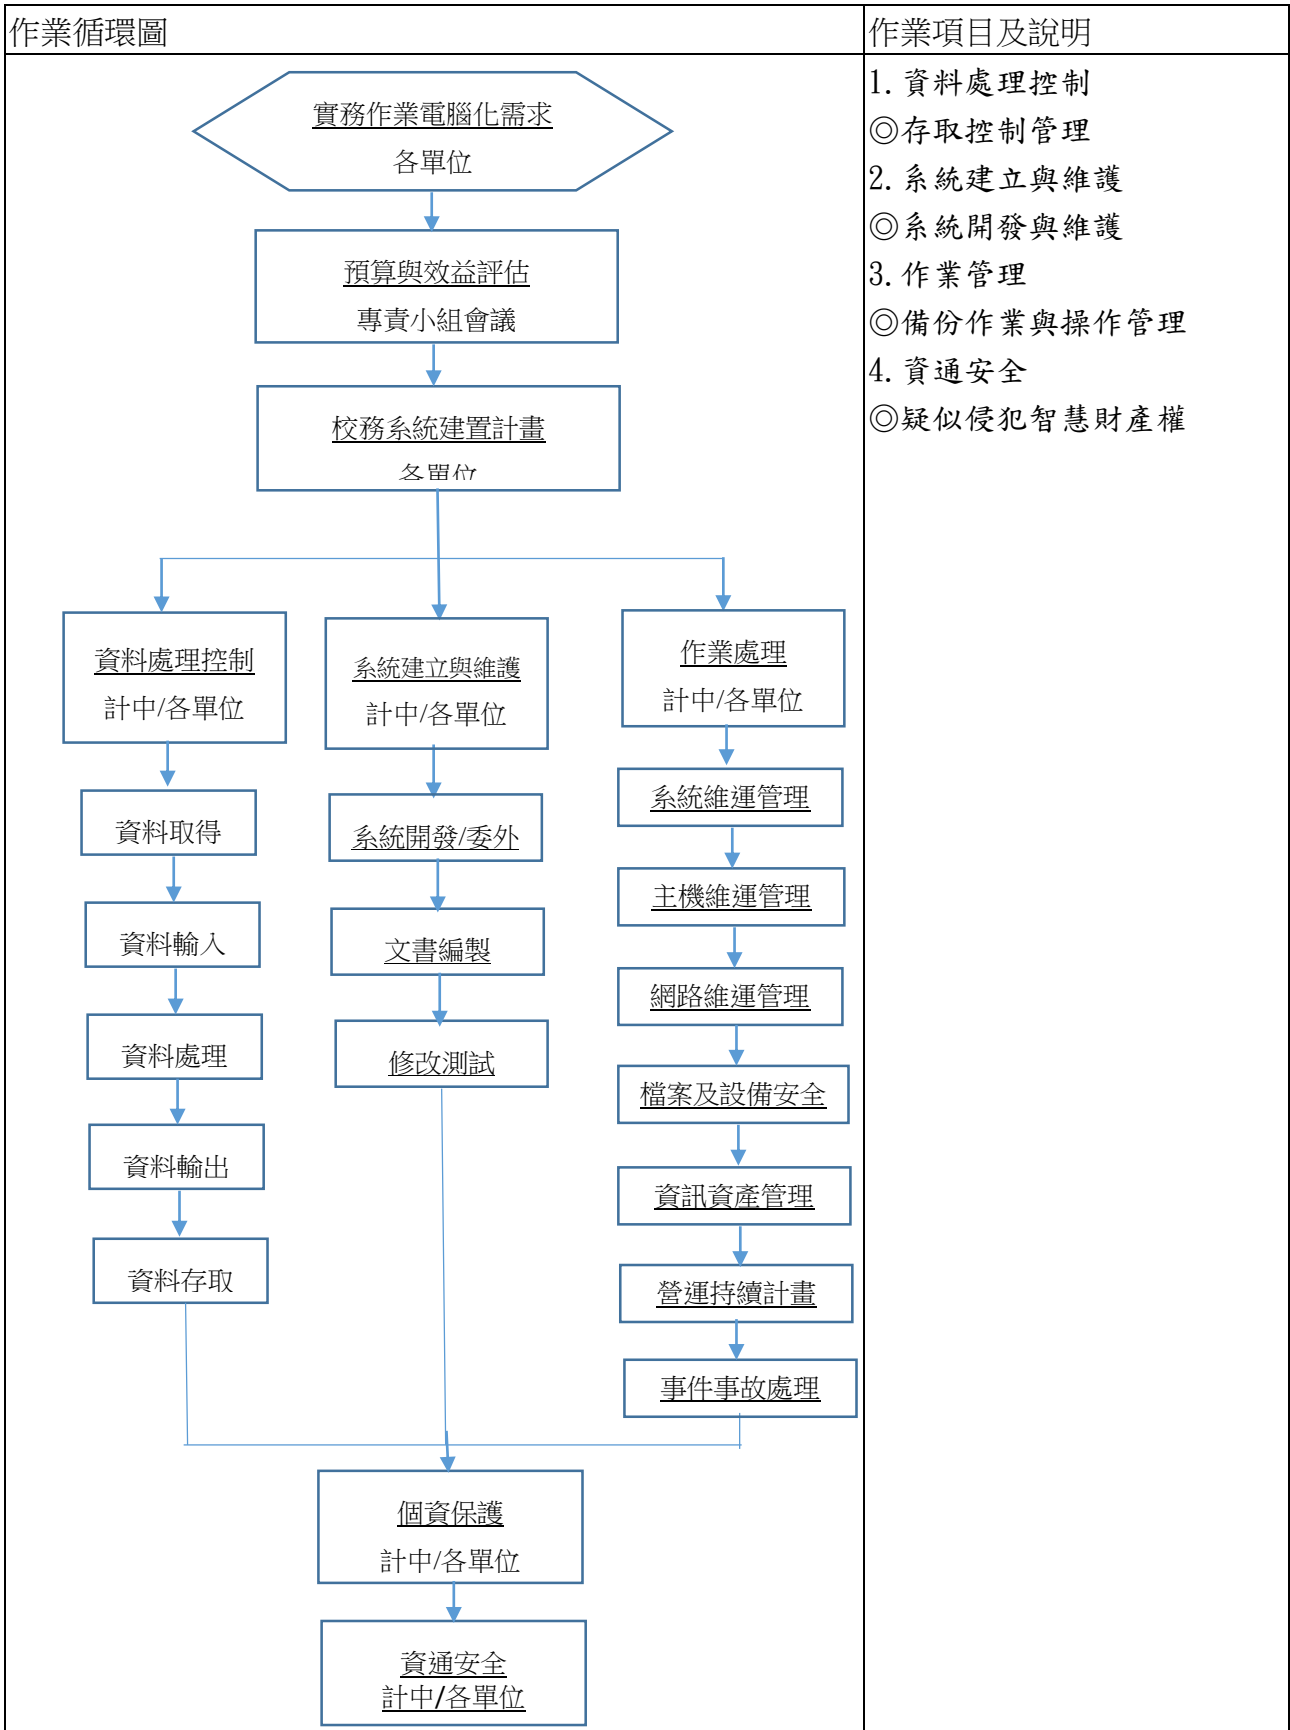 作業循環圖
作業項目及說明
實務作業電腦化需求
各單位
預算與效益評估
專責小組會議
校務系統建置計畫
各單位
資料處理控制
計中/各單位
資料取得
資料輸入
資料處理
資料輸出
資料存取
系統建立與維護
計中/各單位
系統開發/委外
文書編製
修改測試
作業處理
計中/各單位
系統維運管理
主機維運管理
網路維運管理
檔案及設備安全
資訊資產管理
營運持續計畫
事件事故處理
個資保護
計中/各單位
資通安全
計中/各單位
1.資料處理控制
◎存取控制管理
2.系統建立與維護
◎系統開發與維護
3.作業管理
◎備份作業與操作管理
4.資通安全
◎疑似侵犯智慧財產權